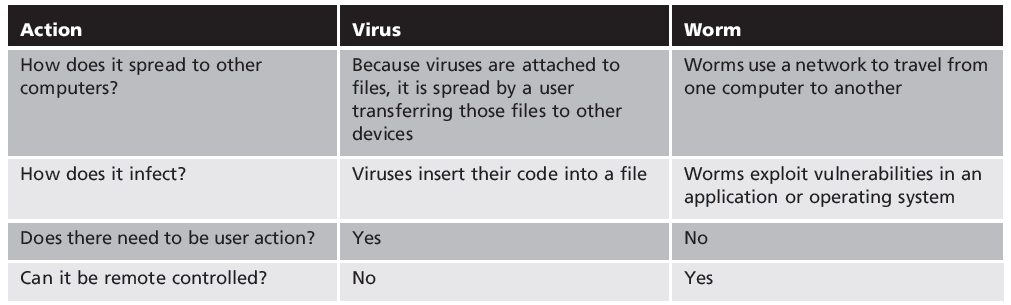 Action
Virus
Worm
How does it spread to other
computers?
Because viruses are attached to
files, it is spread by a user
transferring those files to other
devices
Worms use a network to travel from
one computer to another
How does it infect?
Viruses insert their code into a file
Worms exploit vulnerabilities in an
application or operating system
Does there need to be user action?
Yes
No
Can it be remote controlled?
No
Yes